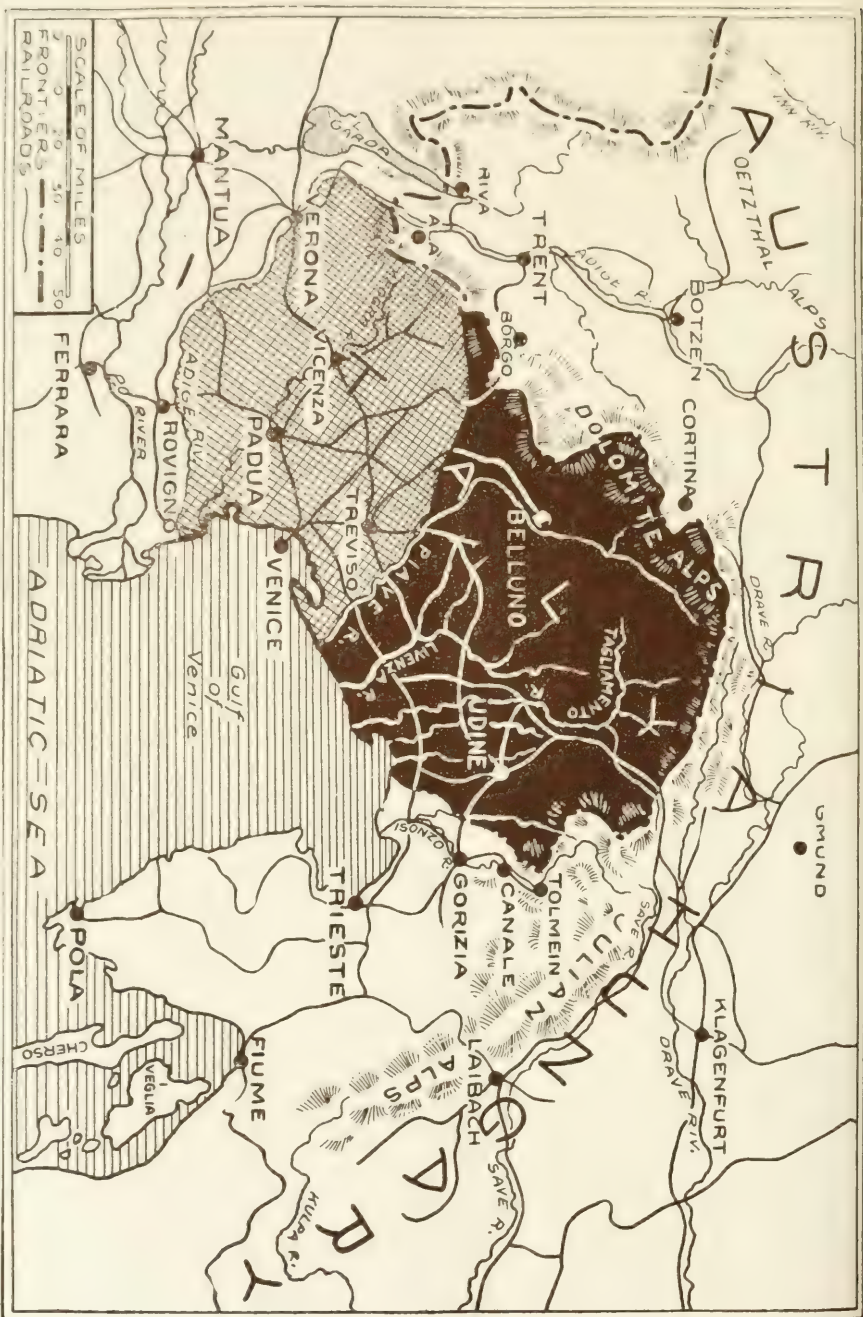 AUSTRIA HUNGARY
ITALY
INN RIV.
OETZTHAL
ALPS
BOTZEN
ADIGE R.
CORTINA
DRAVE R.
GMUND
KLAGENFURT
DRAVE RIV.
TRENT
RIVA
GARDA
ALA
BORGO
DOLOMITE ALPS
BELLUNO
TAGLIAMENTO
R.
UDINE
LIVENZA
R.
PIAVE
R.
SAVE R.
TOLMEIN
CANALE
GORIZIA
ISONZO R.
JULIAN
ALPS
LAIBACH
SAVE R.
KULPA R.
VERONA
VICENZA
PADUA
TREVISO
VENICE
MANTUA
ADIGE RIV.
ROVIGNO
PO
RIVER
FERRARA
Gulf
of
Venice
ADRIATIC=SEA
TRIESTE
FIUME
POLA
CHERSO
VEGLIA
SCALE OF MILES
0 10 20 30 40 50
FRONTIERS
RAILROADS